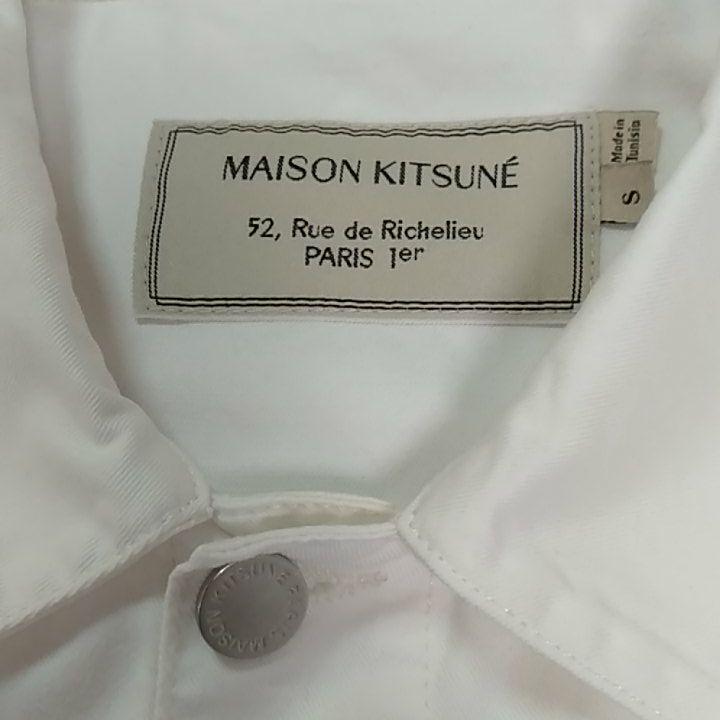 MAISON KITSUNÉ
52, Rue de Richelieu
PARIS 1er
Made in
Tunisia
S
MAISON KITSUNÉ